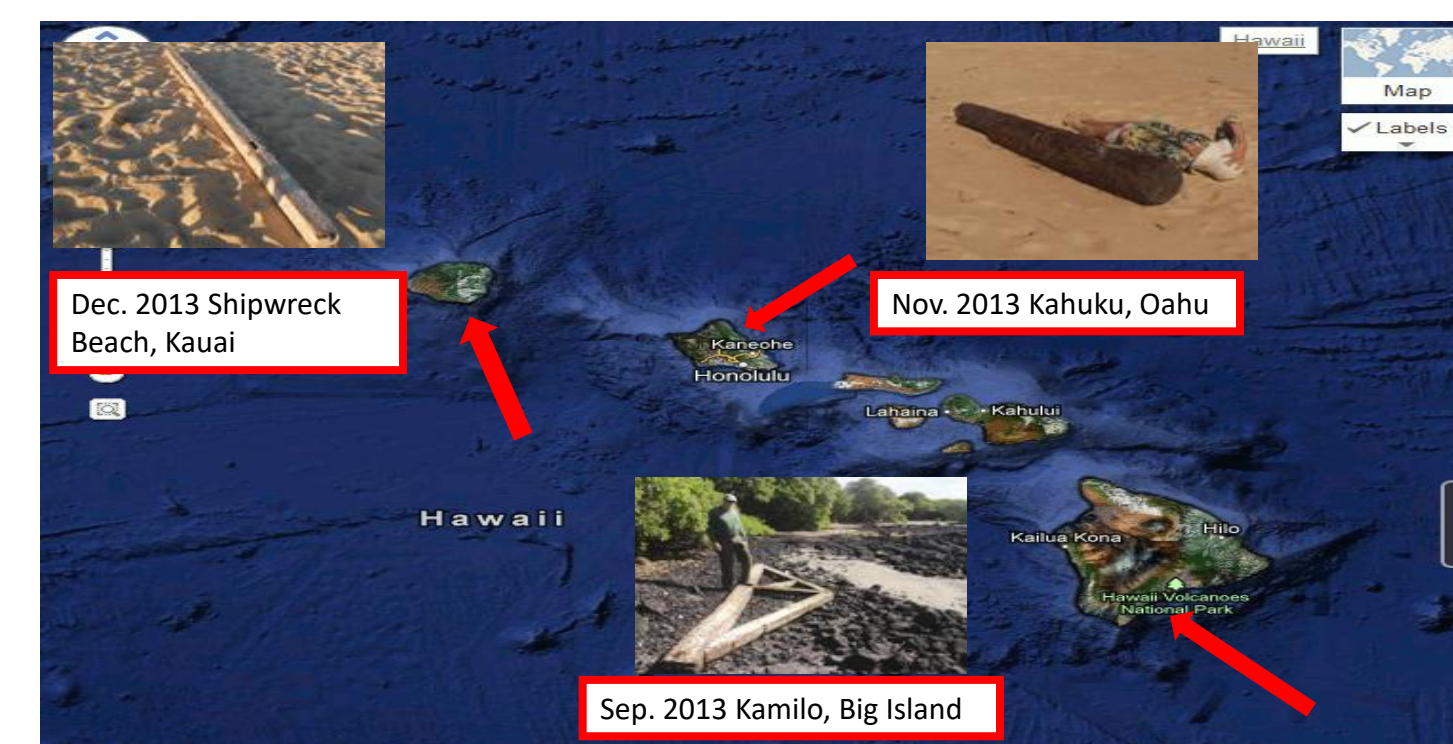 Hawaii
Map
Labels
Dec. 2013 Shipwreck
Beach, Kauai
Nov. 2013 Kahuku, Oahu
Kaneohe
Honolulu
Lahaina
Kahului
Hawaii
Kailua Kona
Hilo
Hawaii Volcanoes
National Park
Sep. 2013 Kamilo, Big Island